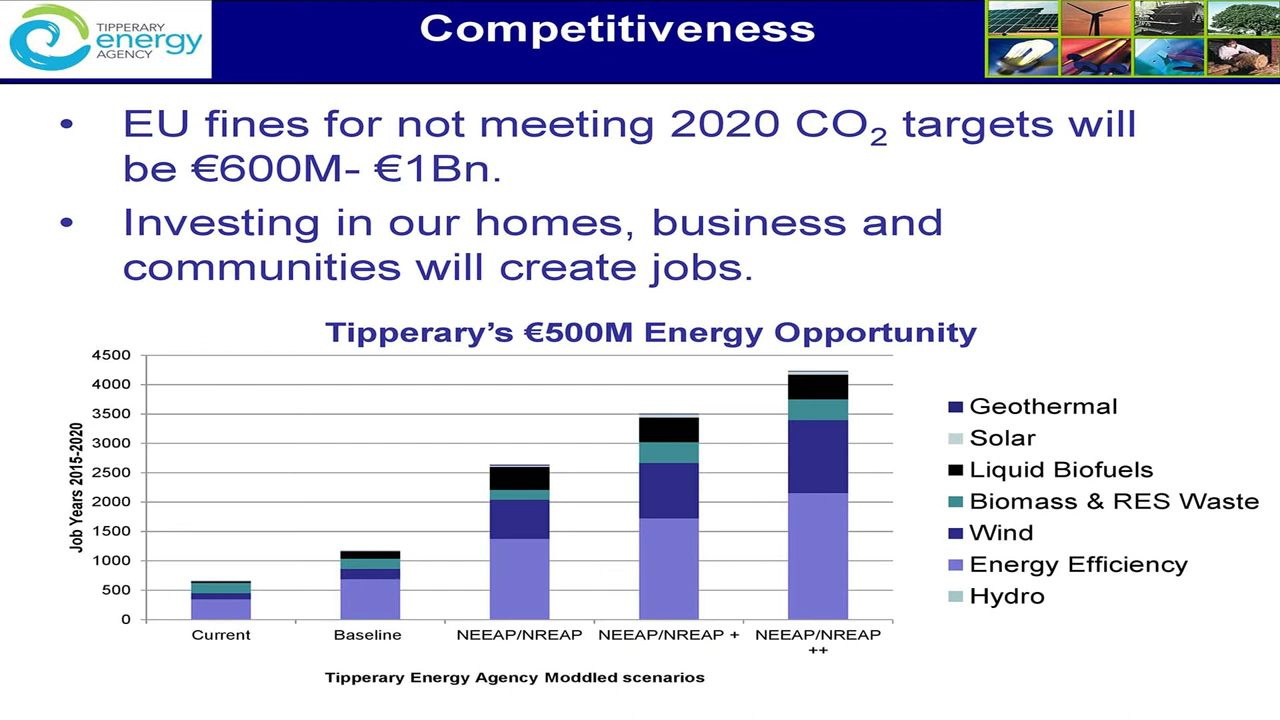 TIPPERARY
energy
AGENCY
Competitiveness
• EU fines for not meeting 2020 CO2 targets will
be €600M- €1Bn.
• Investing in our homes, business and
communities will create jobs.
Tipperary's €500M Energy Opportunity
4500
4000
3500
3000
2500
2000
1500
1000
500
0
Job Years 2015-2020
Current
Baseline
NEEAP/NREAP
NEEAP/NREAP +
NEEAP/NREAP
++
Tipperary Energy Agency Moddled scenarios
Geothermal
Solar
Liquid Biofuels
Biomass & RES Waste
Wind
Energy Efficiency
Hydro